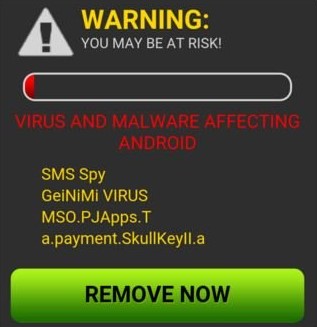 WARNING:
YOU MAY BE AT RISK!
VIRUS AND MALWARE AFFECTING
ANDROID
SMS Spy
GeiNiMi VIRUS
MSO.PJApps.T
a.payment.SkullKeyII.a
REMOVE NOW